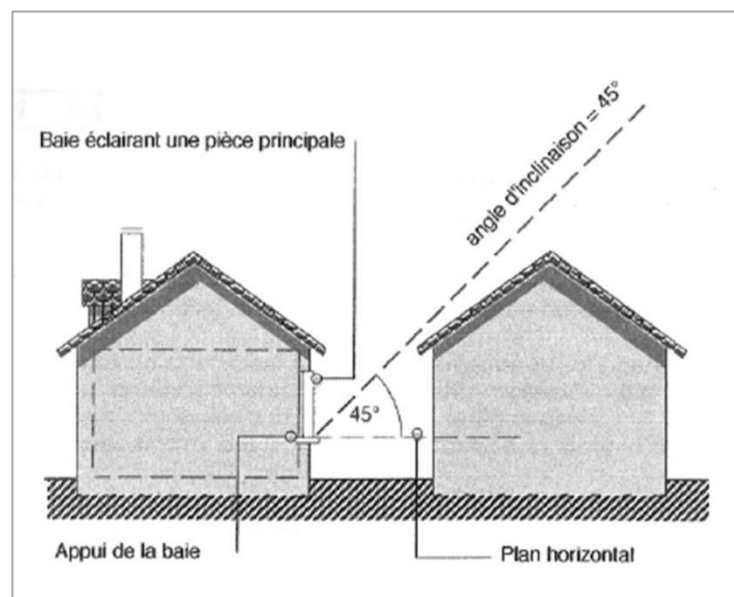 Baie éclairant une pièce principale
angle d'inclinaison = 45°
45°
Appui de la baie
Plan horizontal